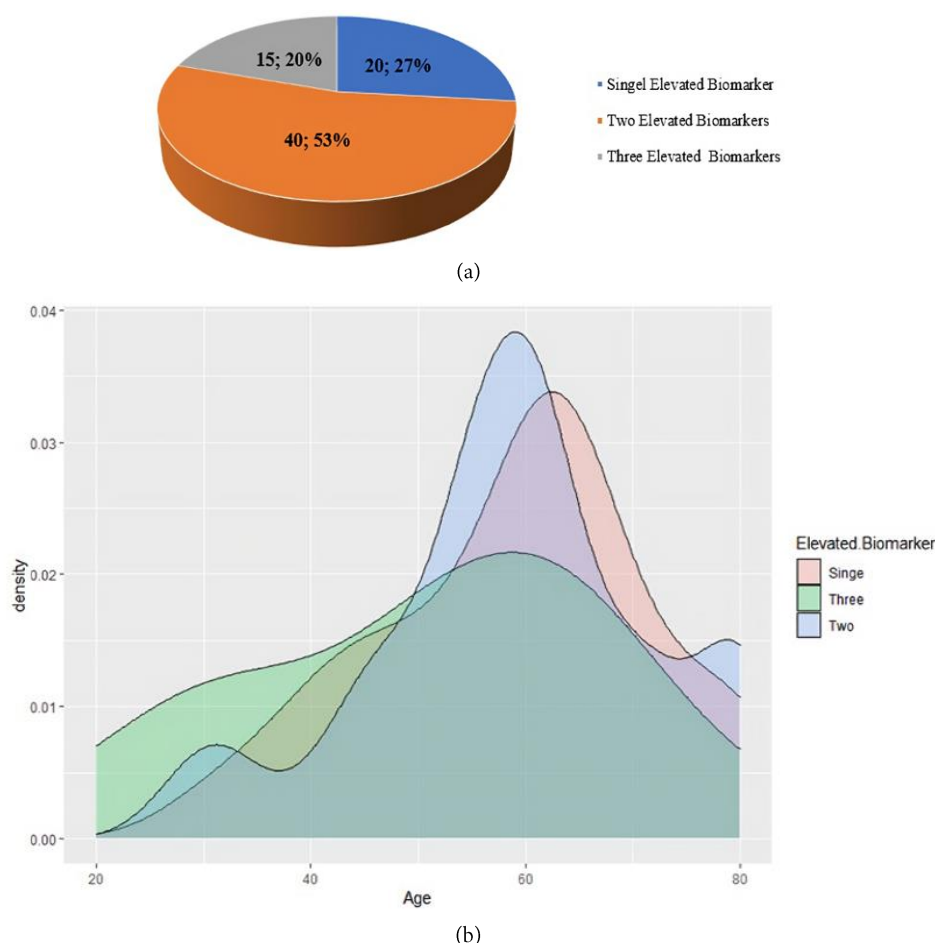 15; 20%
20; 27%
40; 53%
Singel Elevated Biomarker
Two Elevated Biomarkers
Three Elevated Biomarkers
(a)
0.04
0.03
0.02
0.01
0.00
density
20
40
60
80
Age
Elevated.Biomarker
Singe
Three
Two
(b)